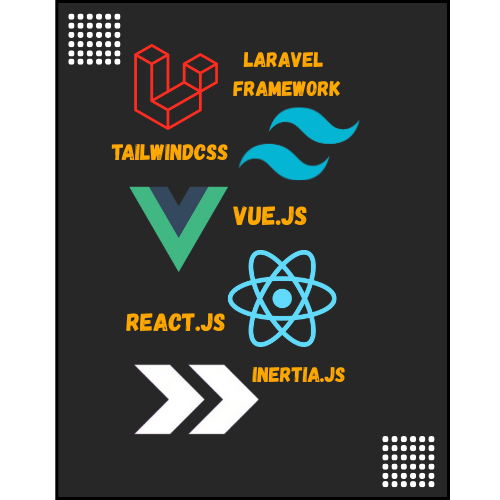 LARAVEL
FRAMEWORK
TAILWINDCSS
VUE.JS
REACT.JS
INERTIA.JS